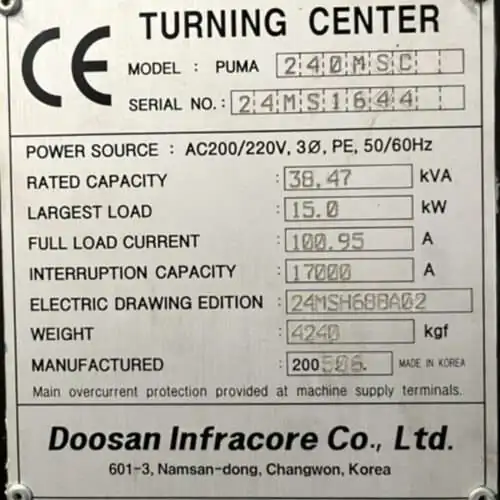 CE
TURNING CENTER
MODEL : PUMA 240MSC
SERIAL NO. : 24MS1644
POWER SOURCE : AC200/220V, 3Ø, PE, 50/60Hz
RATED CAPACITY : 38.47 kVA
LARGEST LOAD : 15.0 kW
FULL LOAD CURRENT : 100.95 A
INTERRUPTION CAPACITY : 17000 A
ELECTRIC DRAWING EDITION : 24MSH68BA02
WEIGHT : 4240 kgf
MANUFACTURED : 200506. MADE IN KOREA
Main overcurrent protection provided at machine supply terminals.
Doosan Infracore Co., Ltd.
601-3, Namsan-dong, Changwon, Korea